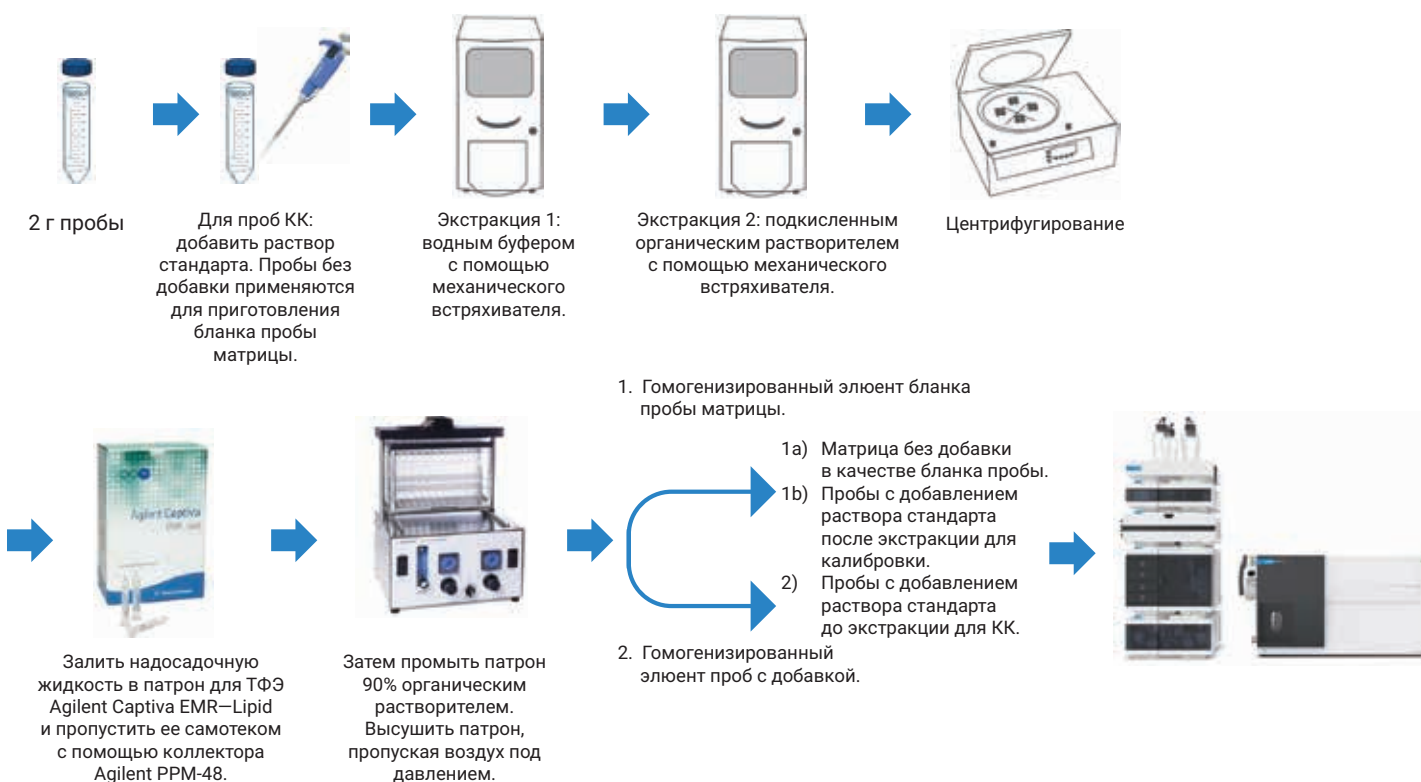 2 г пробы
Для проб КК:
добавить раствор
стандарта. Пробы без
добавки применяются
для приготовления
бланка пробы
матрицы.
Экстракция 1:
водным буфером
с помощью
механического
встряхивателя.
Экстракция 2: подкисленным
органическим растворителем
с помощью механического
встряхивателя.
Центрифугирование
Agilent Captiva
Залить надосадочную
жидкость в патрон для ТФЭ
Agilent Captiva EMR—Lipid
и пропустить ее самотеком
с помощью коллектора
Agilent PPM-48.
Затем промыть патрон
90% органическим
растворителем.
Высушить патрон,
пропуская воздух под
давлением.
1. Гомогенизированный элюент бланка
пробы матрицы.
1a) Матрица без добавки
в качестве бланка пробы.
1b) Пробы с добавлением
раствора стандарта
после экстракции для
калибровки.
2) Пробы с добавлением
раствора стандарта
до экстракции для КК.
2. Гомогенизированный
элюент проб с добавкой.